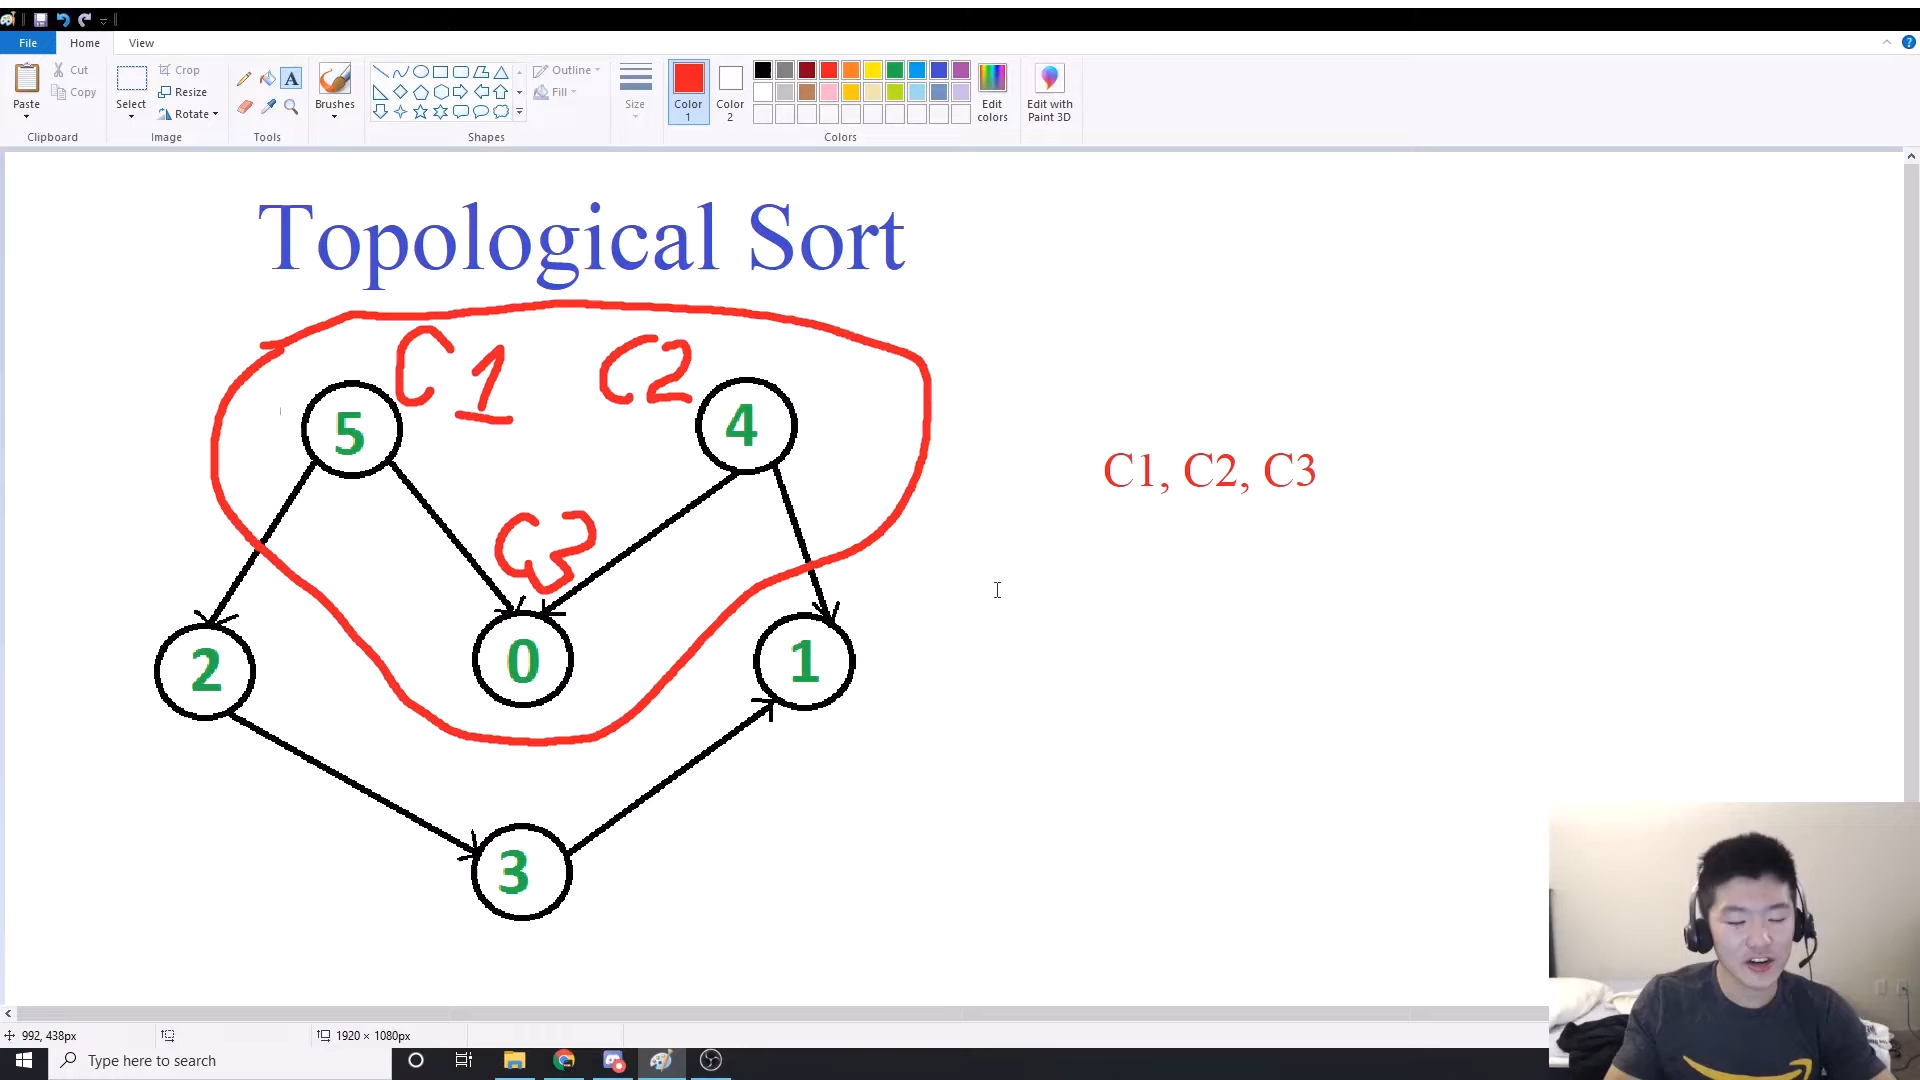 File Home View
Paste Cut Copy
Clipboard
Select Crop Resize Rotate
Image
A
Tools
Brushes
Outline Fill
Shapes
Size
Color 1 Color 2
Edit colors
Colors
Edit with Paint 3D
Topological Sort
C1 C2
5 4
C1, C2, C3
C3
2 0 1
3
992, 438px 1920 × 1080px
Type here to search